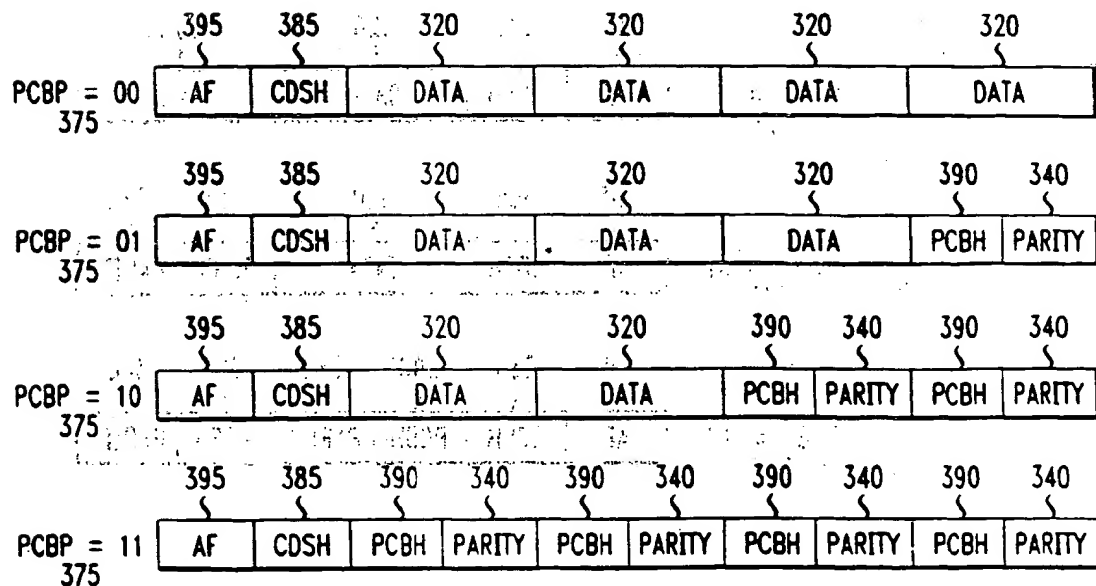 395 385 320 320 320 320
PCBP = 00 AF CDSH DATA DATA DATA DATA
375
395 385 320 320 320 390 340
PCBP = 01 AF CDSH DATA DATA DATA PCBH PARITY
375
395 385 320 320 390 340 390 340
PCBP = 10 AF CDSH DATA DATA PCBH PARITY PCBH PARITY
375
395 385 390 340 390 340 390 340 390 340
PCBP = 11 AF CDSH PCBH PARITY PCBH PARITY PCBH PARITY PCBH PARITY
375